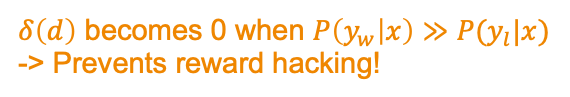 δ(d) becomes 0 when P(y_w|x) ≫ P(y_l|x)
-> Prevents reward hacking!